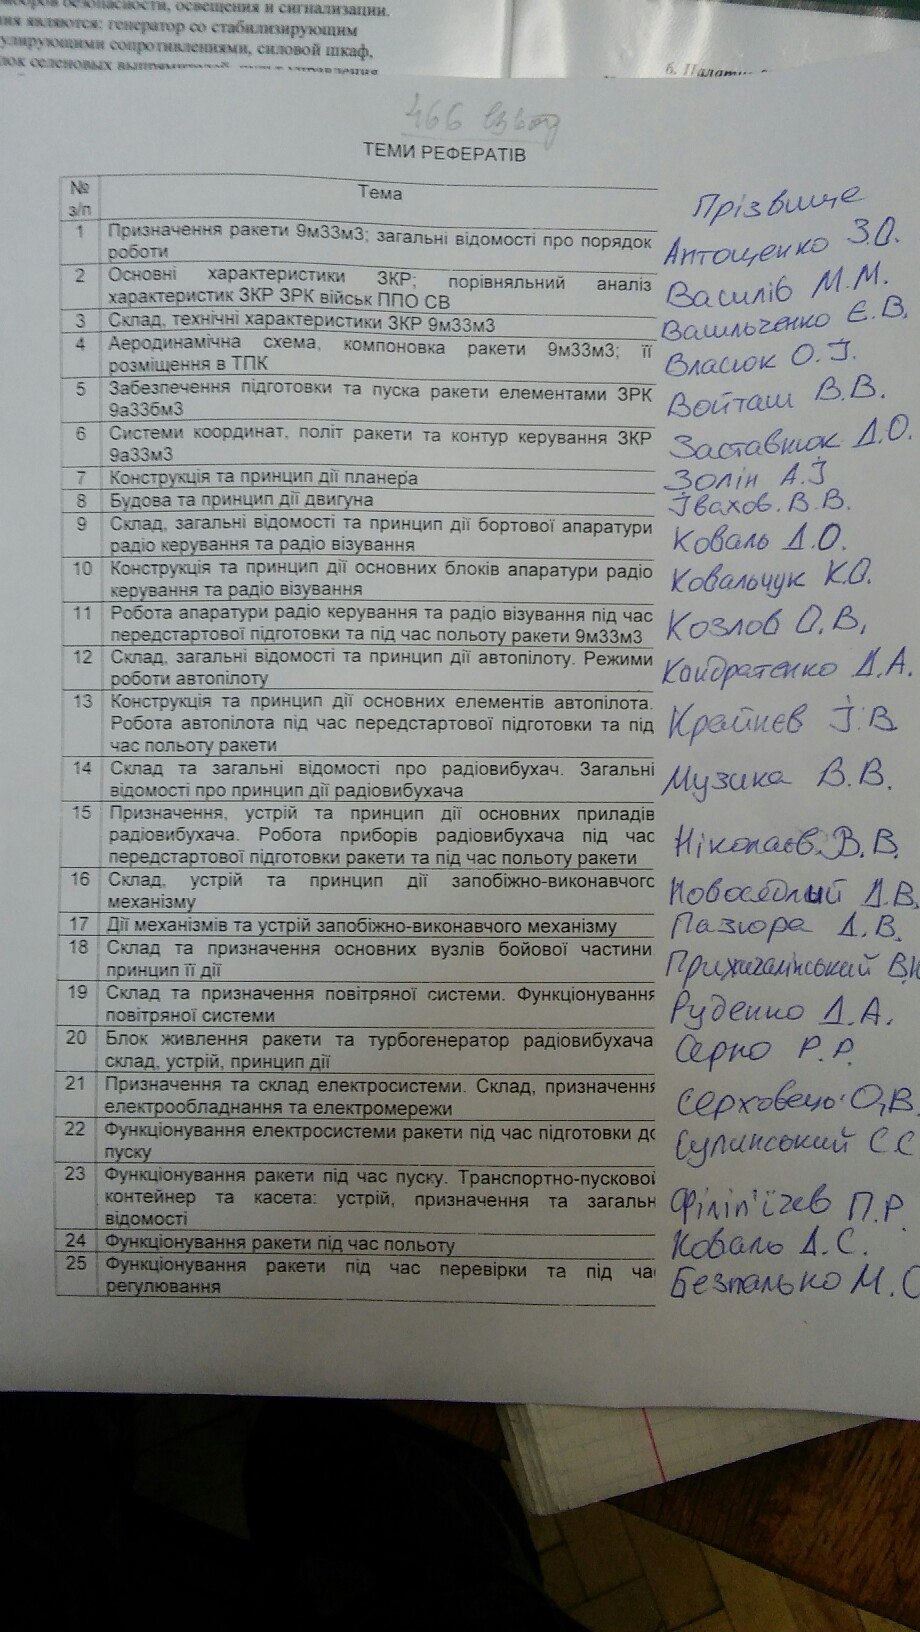 боров безопасности, освещения и сигнализации.
ния являются: генератор со стабилизирующим
улирующими сопротивлениями, силовой шкаф,
лок селеновых выпрямителей,
6.
466 взвод
ТЕМИ РЕФЕРАТІВ
№ з/п Тема Прізвище
1 Призначення ракети 9м33м3; загальні відомості про порядок Антощенко З.О.
роботи
2 Основні характеристики ЗКР; порівняльний аналіз Василів М.М.
характеристик ЗКР ЗРК військ ППО СВ
3 Склад, технічні характеристики ЗКР 9м33м3 Васильченко Є.В.
4 Аеродинамічна схема, компоновка ракети 9м33м3; її Власюк О.І.
розміщення в ТПК
5 Забезпечення підготовки та пуска ракети елементами ЗРК Войташ В.В.
9а33бм3
6 Системи координат, політ ракети та контур керування ЗКР Заставнюк Д.О.
9а33м3
7 Конструкція та принцип дії планера Золін А.І
8 Будова та принцип дії двигуна Івахов. В.В.
9 Склад, загальні відомості та принцип дії бортової апаратури Коваль Д.О.
радіо керування та радіо візування
10 Конструкція та принцип дії основних блоків апаратури радіо Ковальчук К.О.
керування та радіо візування
11 Робота апаратури радіо керування та радіо візування під час Козлов О.В.
передстартової підготовки та під час польоту ракети 9м33м3
12 Склад, загальні відомості та принцип дії автопілоту. Режими Кондратенко Д.А.
роботи автопілоту
13 Конструкція та принцип дії основних елементів автопілота. Крайнєв І.В
Робота автопілота під час передстартової підготовки та під
час польоту ракети
14 Склад та загальні відомості про радіовибухач. Загальні Музика В.В.
відомості про принцип дії радіовибухача
15 Призначення, устрій та принцип дії основних приладів Ніколаєв. В.В.
радіовибухача. Робота приборів радіовибухача під час
передстартової підготовки ракети та під час польоту ракети
16 Склад, устрій та принцип дії запобіжно-виконавчого Новосядлый Д.В.
механізму
17 Дії механізмів та устрій запобіжно-виконавчого механізму Пазюра Д.В.
18 Склад та призначення основних вузлів бойової частини,
принцип її дії
19 Склад та призначення повітряної системи. Функціонування Руденко Д.А.
повітряної системи
20 Блок живлення ракети та турбогенератор радіовибухача Серко Р.Р.
склад, устрій, принцип дії
21 Призначення та склад електросистеми. Склад, призначення Серховець О.В
електрообладнання та електромережи
22 Функціонування електросистеми ракети під час підготовки до Сулинський С С
пуску
23 Функціонування ракети під час пуску. Транспортно-пусковой Філіп'їчев П.Р.
контейнер та касета: устрій, призначення та загальн
відомості
24 Функціонування ракети під час польоту Коваль Д.С.
25 Функціонування ракети під час перевірки та під час Безпалько М.С
регулювання